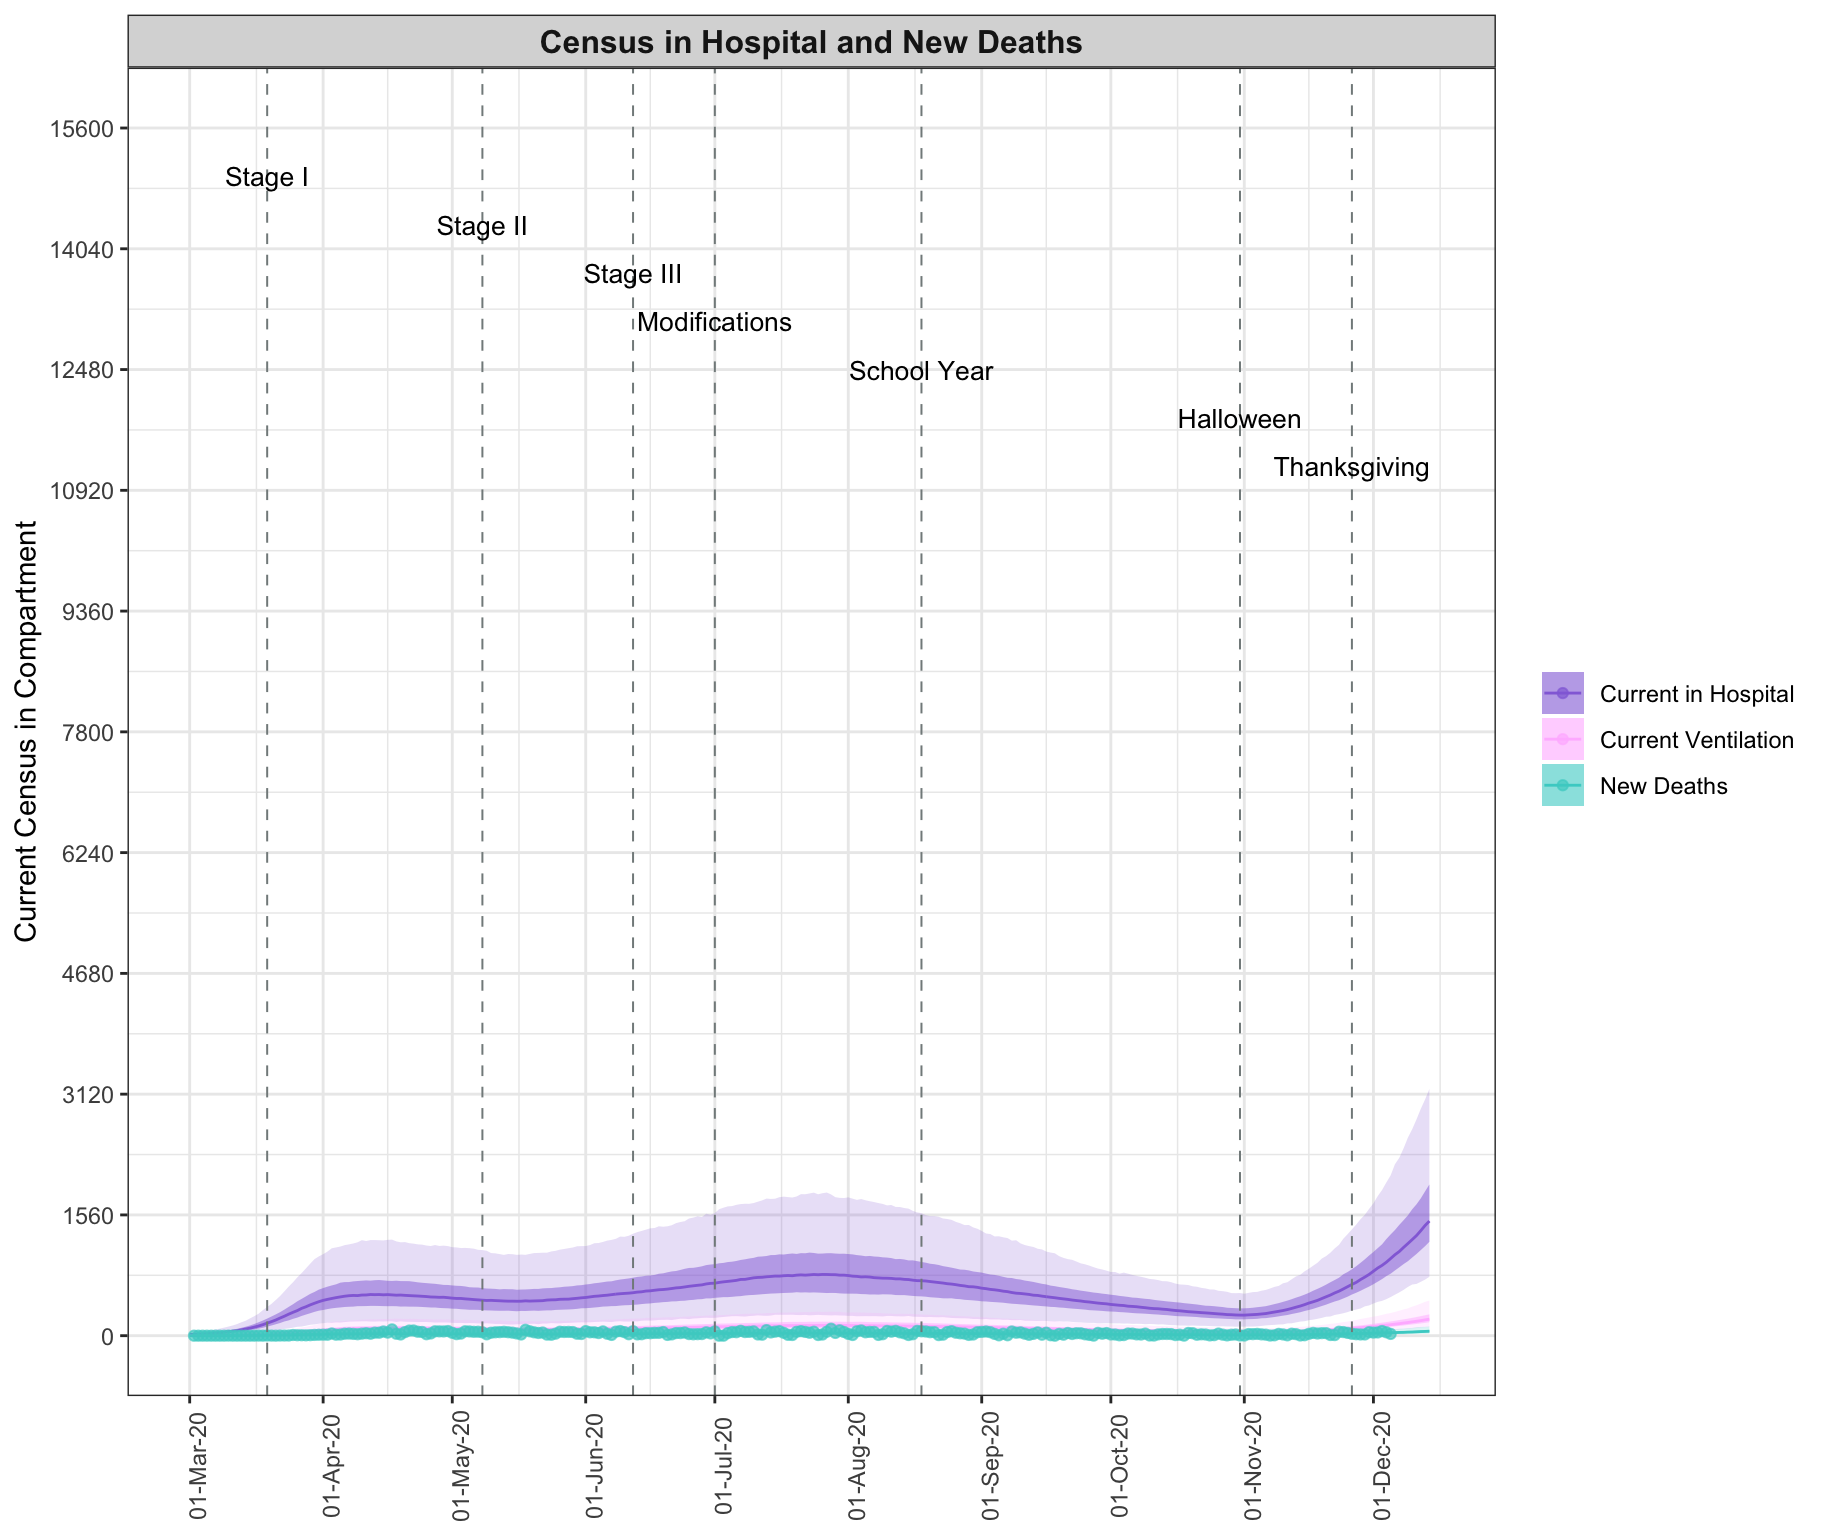 Census in Hospital and New Deaths
Current Census in Compartment
15600
14040
12480
10920
9360
7800
6240
4680
3120
1560
0
Stage I
Stage II
Stage III
Modifications
School Year
Halloween
Thanksgiving
01-Mar-20
01-Apr-20
01-May-20
01-Jun-20
01-Jul-20
01-Aug-20
01-Sep-20
01-Oct-20
01-Nov-20
01-Dec-20
Current in Hospital
Current Ventilation
New Deaths